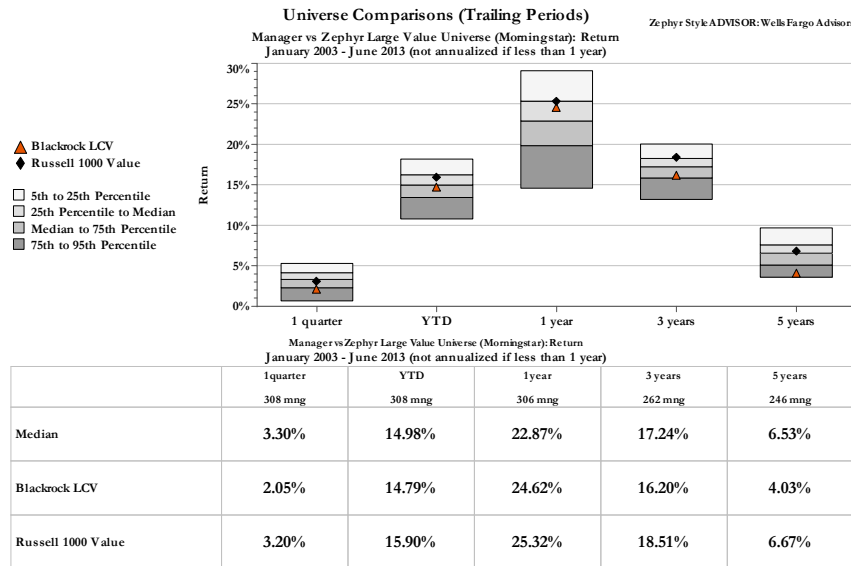 Universe Comparisons (Trailing Periods)
Zephyr StyleADVISOR: Wells Fargo Advisors
Manager vs Zephyr Large Value Universe (Morningstar): Return
January 2003 - June 2013 (not annualized if less than 1 year)
30%
25%
20%
15%
10%
5%
0%
Return
Blackrock LCV
Russell 1000 Value
5th to 25th Percentile
25th Percentile to Median
Median to 75th Percentile
75th to 95th Percentile
1 quarter YTD 1 year 3 years 5 years
Manager vs Zephyr Large Value Universe (Morningstar): Return
January 2003 - June 2013 (not annualized if less than 1 year)
1 quarter YTD 1 year 3 years 5 years
308 mng 308 mng 306 mng 262 mng 246 mng
Median 3.30% 14.98% 22.87% 17.24% 6.53%
Blackrock LCV 2.05% 14.79% 24.62% 16.20% 4.03%
Russell 1000 Value 3.20% 15.90% 25.32% 18.51% 6.67%